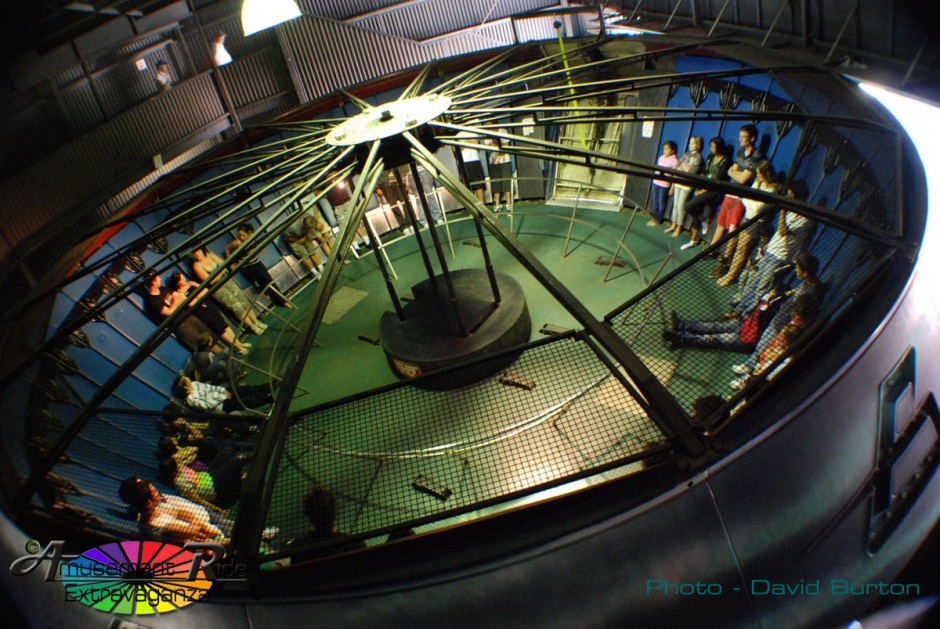 © Amusement Ride
Extravaganza
Photo - David Burton